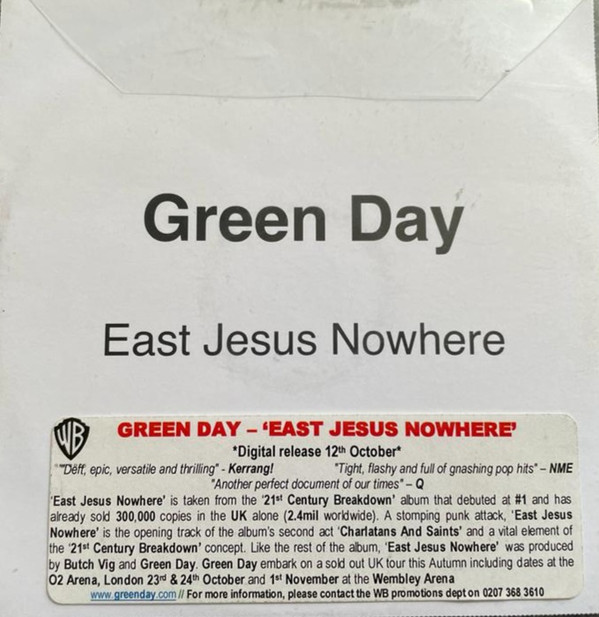 Green Day
East Jesus Nowhere
WB
GREEN DAY – ‘EAST JESUS NOWHERE’
*Digital release 12th October*
"Deft, epic, versatile and thrilling" - Kerrang! "Tight, flashy and full of gnashing pop hits" – NME
"Another perfect document of our times" – Q
'East Jesus Nowhere' is taken from the '21st Century Breakdown' album that debuted at #1 and has
already sold 300,000 copies in the UK alone (2.4mil worldwide). A stomping punk attack, 'East Jesus
Nowhere' is the opening track of the album's second act 'Charlatans And Saints' and a vital element of
the '21st Century Breakdown' concept. Like the rest of the album, 'East Jesus Nowhere' was produced
by Butch Vig and Green Day. Green Day embark on a sold out UK tour this Autumn including dates at the
O2 Arena, London 23rd & 24th October and 1st November at the Wembley Arena
www.greenday.com // For more information, please contact the WB promotions dept on 0207 368 3610